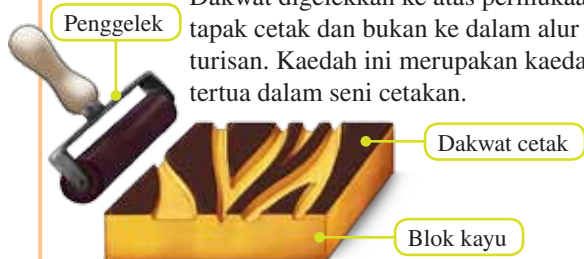 Dakwat digelekkan ke atas permukaan
Penggelek
tapak cetak dan bukan ke dalam alur
turisan. Kaedah ini merupakan kaedah
tertua dalam seni cetakan.
Dakwat cetak
Blok kayu